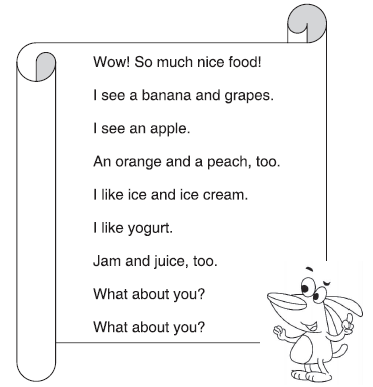 Wow! So much nice food!
I see a banana and grapes.
I see an apple.
An orange and a peach, too.
I like ice and ice cream.
I like yogurt.
Jam and juice, too.
What about you?
What about you?